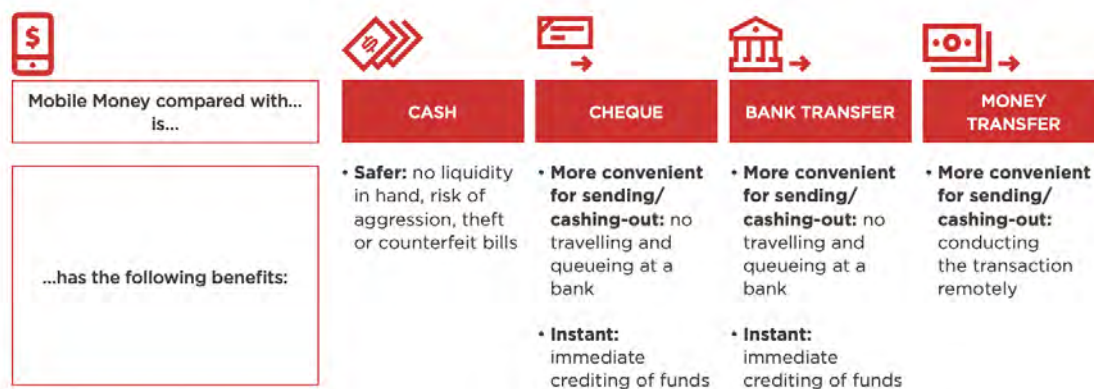 $
Mobile Money compared with...
is...
CASH
CHEQUE
BANK TRANSFER
MONEY
TRANSFER
...has the following benefits:
• Safer: no liquidity
in hand, risk of
aggression, theft
or counterfeit bills
• More convenient
for sending/
cashing-out: no
travelling and
queueing at a
bank
• Instant:
immediate
crediting of funds
• More convenient
for sending/
cashing-out: no
travelling and
queueing at a
bank
• Instant:
immediate
crediting of funds
• More convenient
for sending/
cashing-out:
conducting
the transaction
remotely